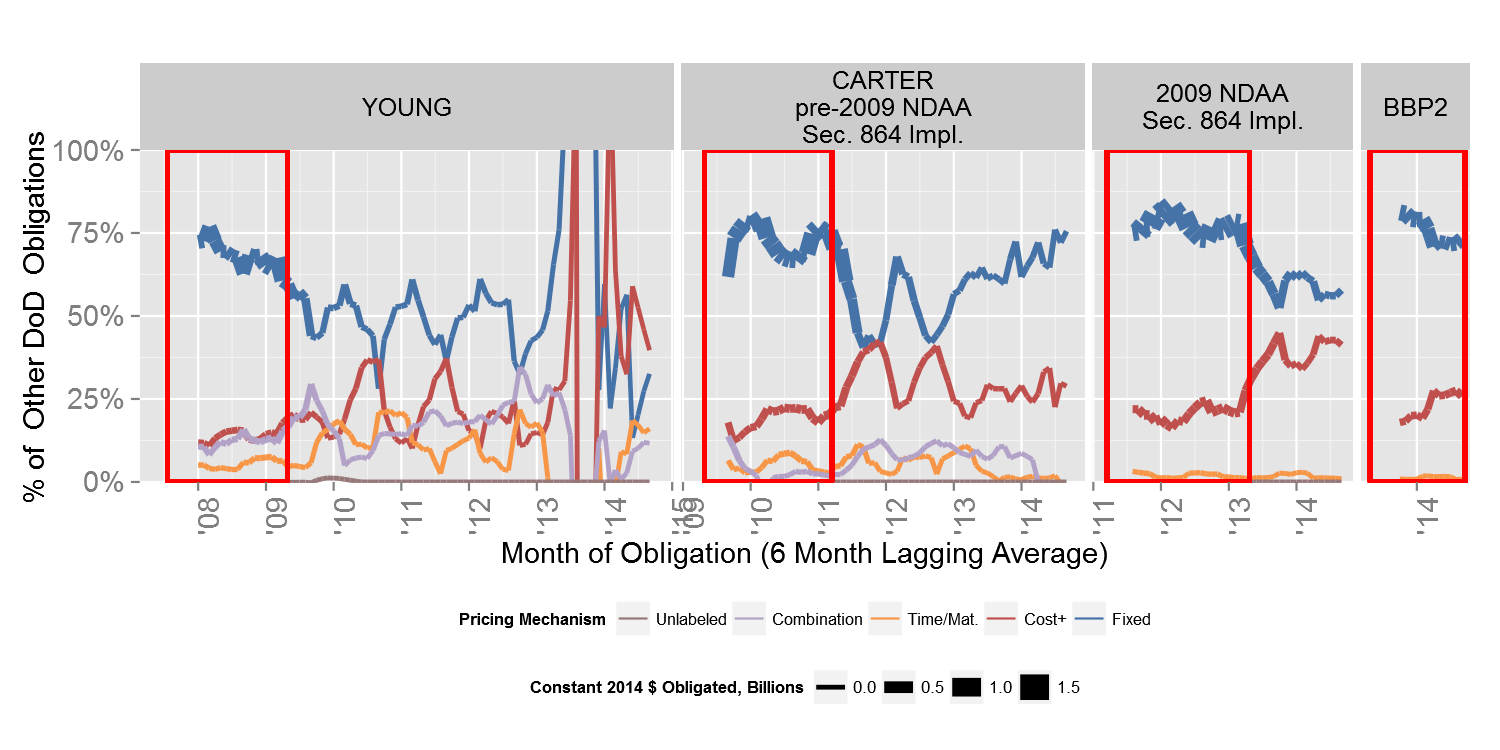 YOUNG
CARTER
pre-2009 NDAA
Sec. 864 Impl.
2009 NDAA
Sec. 864 Impl.
BBP2
% of Other DoD Obligations
100%
75%
50%
25%
0%
'08
'09
'10
'11
'12
'13
'14
'15
'09
'10
'11
'12
'13
'14
'11
'12
'13
'14
'14
Month of Obligation (6 Month Lagging Average)
Pricing Mechanism Unlabeled Combination Time/Mat. Cost+ Fixed
Constant 2014 $ Obligated, Billions 0.0 0.5 1.0 1.5